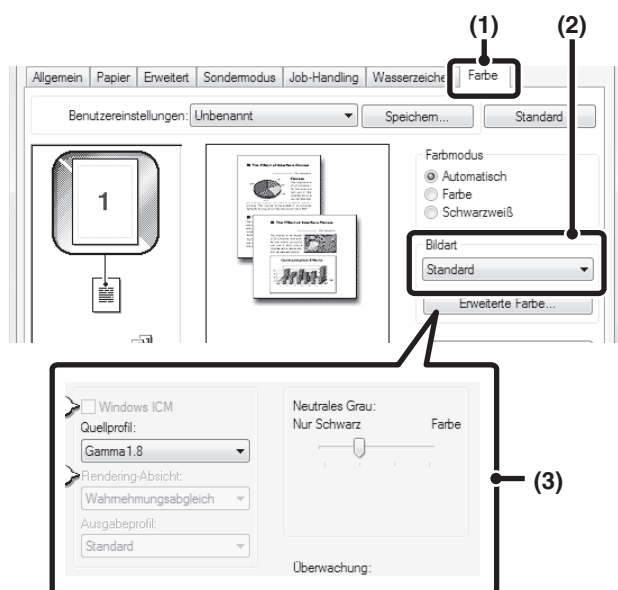 (1) (2)
Allgemein Papier Erweitert Sondermodus Job-Handling Wasserzeiche Farbe
Benutzereinstellungen: Unbenannt Speichern... Standard
Farbmodus
Automatisch
Farbe
Schwarzweiß
1
Bildart
Standard
Erweiterte Farbe...
Windows ICM
Quellprofil:
Gamma1.8
Rendering-Absicht:
Wahrnehmungsabgleich
Ausgabeprofil:
Standard
Neutrales Grau:
Nur Schwarz Farbe
(3)
Überwachung: